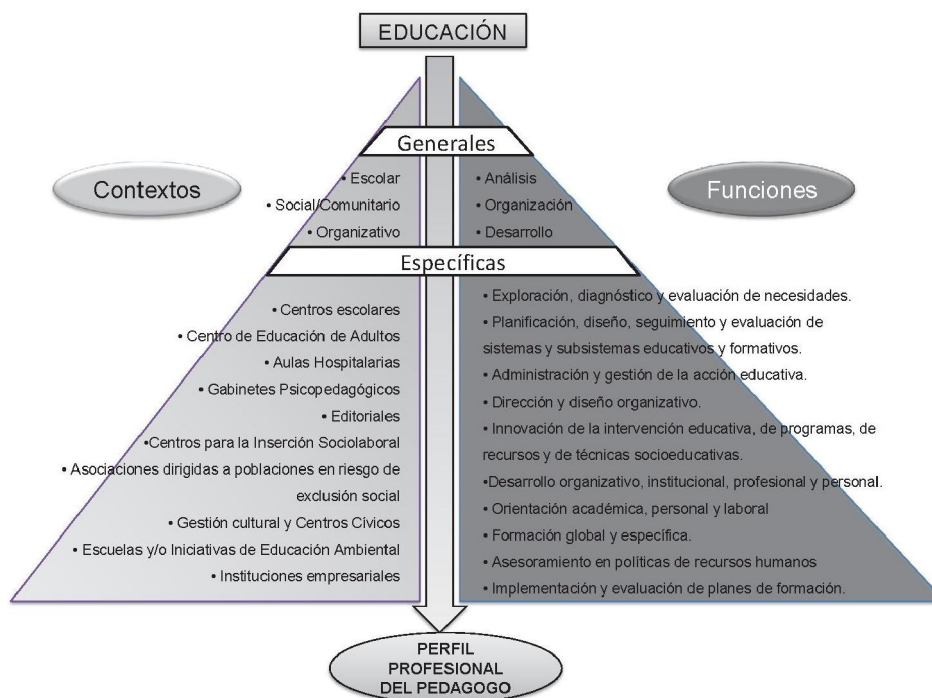 EDUCACIÓN
Generales
Contextos
• Escolar
• Social/Comunitario
• Organizativo
Funciones
• Análisis
• Organización
• Desarrollo
Específicas
• Centros escolares
• Centro de Educación de Adultos
• Aulas Hospitalarias
• Gabinetes Psicopedagógicos
• Editoriales
•Centros para la Inserción Sociolaboral
• Asociaciones dirigidas a poblaciones en riesgo de
exclusión social
• Gestión cultural y Centros Cívicos
• Escuelas y/o Iniciativas de Educación Ambiental
• Instituciones empresariales
• Exploración, diagnóstico y evaluación de necesidades.
• Planificación, diseño, seguimiento y evaluación de
sistemas y subsistemas educativos y formativos.
• Administración y gestión de la acción educativa.
• Dirección y diseño organizativo.
• Innovación de la intervención educativa, de programas, de
recursos y de técnicas socioeducativas.
•Desarrollo organizativo, institucional, profesional y personal.
• Orientación académica, personal y laboral
• Formación global y específica.
• Asesoramiento en políticas de recursos humanos
• Implementación y evaluación de planes de formación.
PERFIL
PROFESIONAL
DEL PEDAGOGO